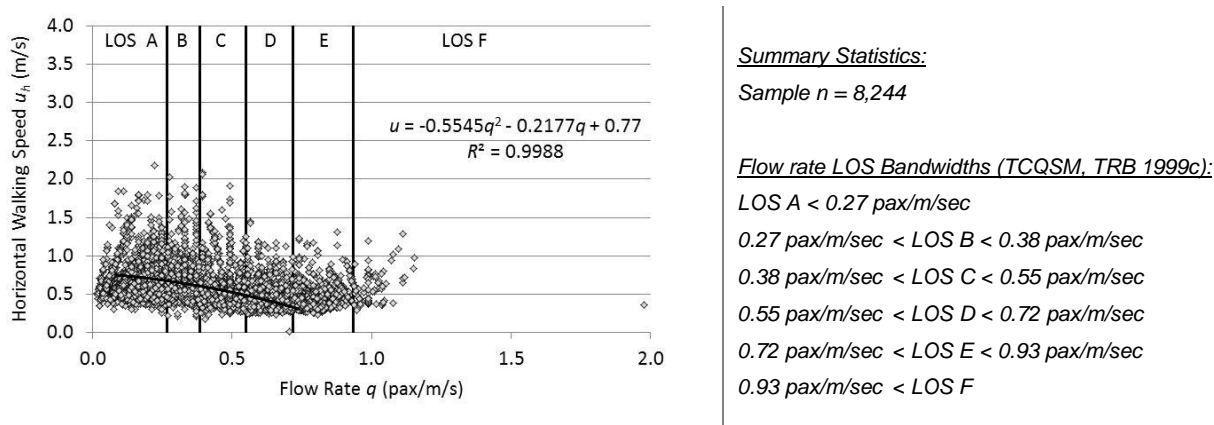 4.0
3.5
3.0
2.5
2.0
1.5
1.0
0.5
0.0
Horizontal Walking Speed u_h (m/s)
LOS A B C D E LOS F
u = -0.5545q² - 0.2177q + 0.77
R² = 0.9988
0.0 0.5 1.0 1.5 2.0
Flow Rate q (pax/m/s)
Summary Statistics:
Sample n = 8,244
Flow rate LOS Bandwidths (TCQSM, TRB 1999c):
LOS A < 0.27 pax/m/sec
0.27 pax/m/sec < LOS B < 0.38 pax/m/sec
0.38 pax/m/sec < LOS C < 0.55 pax/m/sec
0.55 pax/m/sec < LOS D < 0.72 pax/m/sec
0.72 pax/m/sec < LOS E < 0.93 pax/m/sec
0.93 pax/m/sec < LOS F